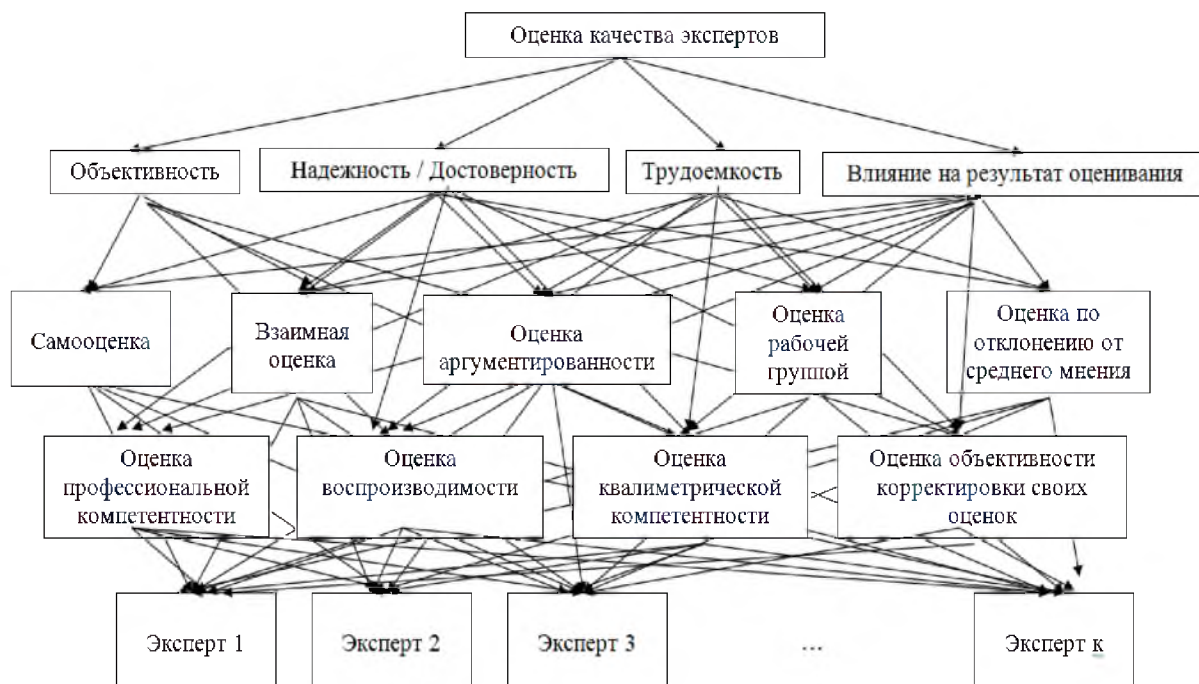 Оценка качества экспертов
Объективность
Надежность / Достоверность
Трудоемкость
Влияние на результат оценивания
Самооценка
Взаимная
оценка
Оценка
аргументированности
Оценка
рабочей
группой
Оценка по
отклонению от
среднего мнения
Оценка
профессиональной
компетентности
Оценка
воспроизводимости
Оценка
квалиметрической
компетентности
Оценка объективности
корректировки своих
оценок
Эксперт 1
Эксперт 2
Эксперт 3
...
Эксперт к